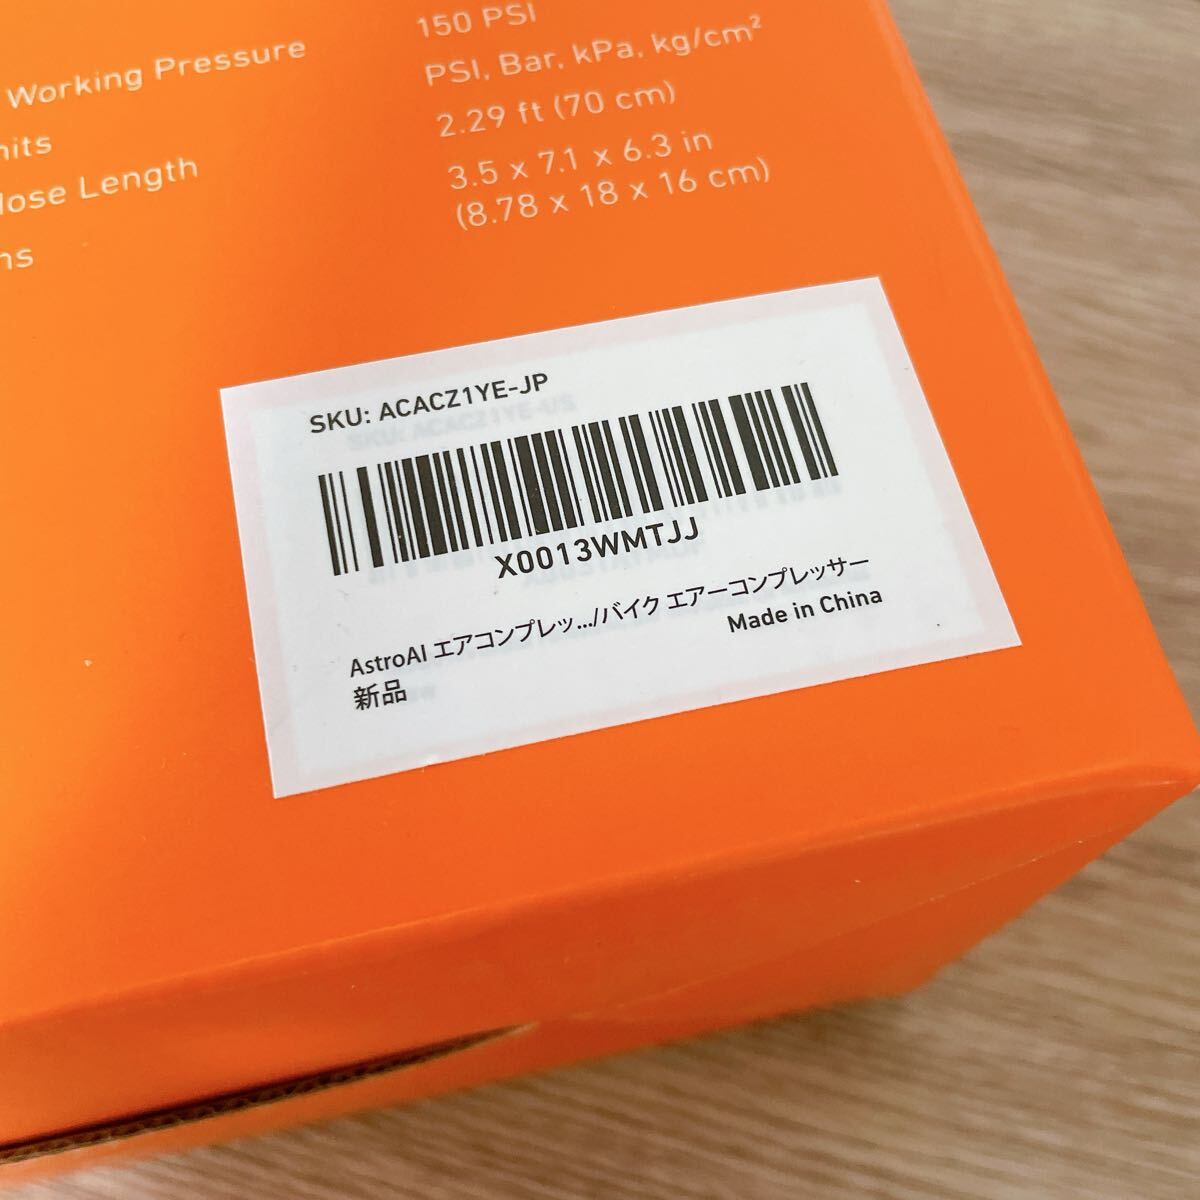 Working Pressure 150 PSI
PSI, Bar, kPa, kg/cm²
Hose Length 2.29 ft (70 cm)
3.5 x 7.1 x 6.3 in
(8.78 x 18 x 16 cm)
SKU: ACACZ1YE-JP
X0013WMTJJ
AstroAI エアコンプレッ.../バイク エアーコンプレッサー
新品
Made in China